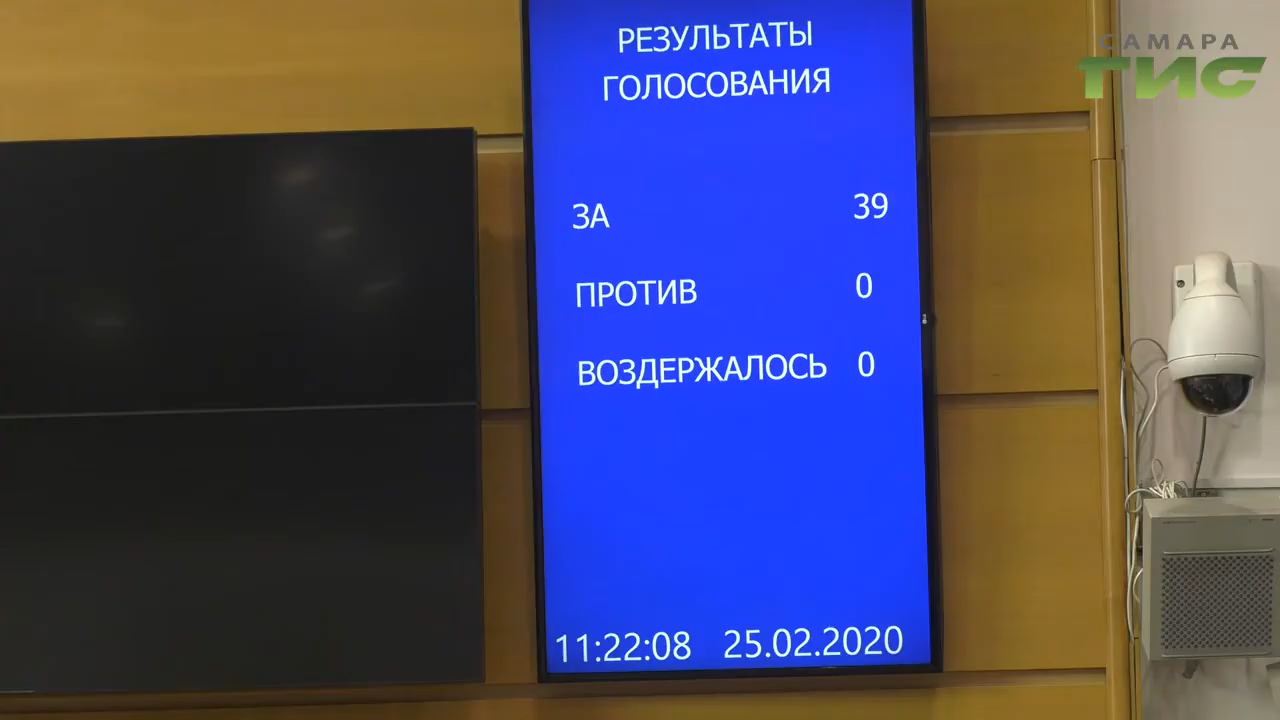 САМАРА
ГИС
РЕЗУЛЬТАТЫ
ГОЛОСОВАНИЯ
ЗА 39
ПРОТИВ 0
ВОЗДЕРЖАЛОСЬ 0
11:22:08 25.02.2020